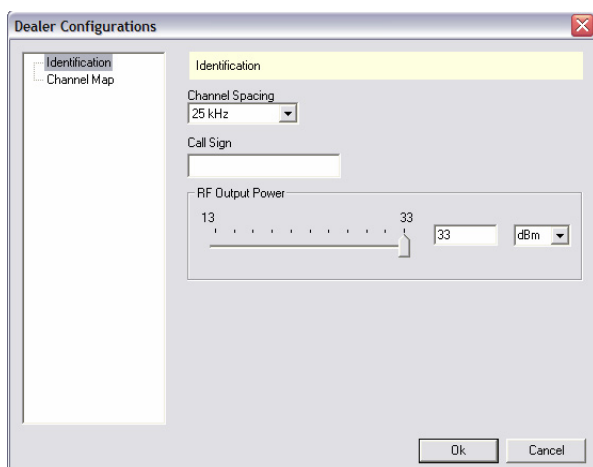 Dealer Configurations
Identification
Channel Map
Identification
Channel Spacing
25 kHz
Call Sign
RF Output Power
13 33
33 dBm
Ok Cancel